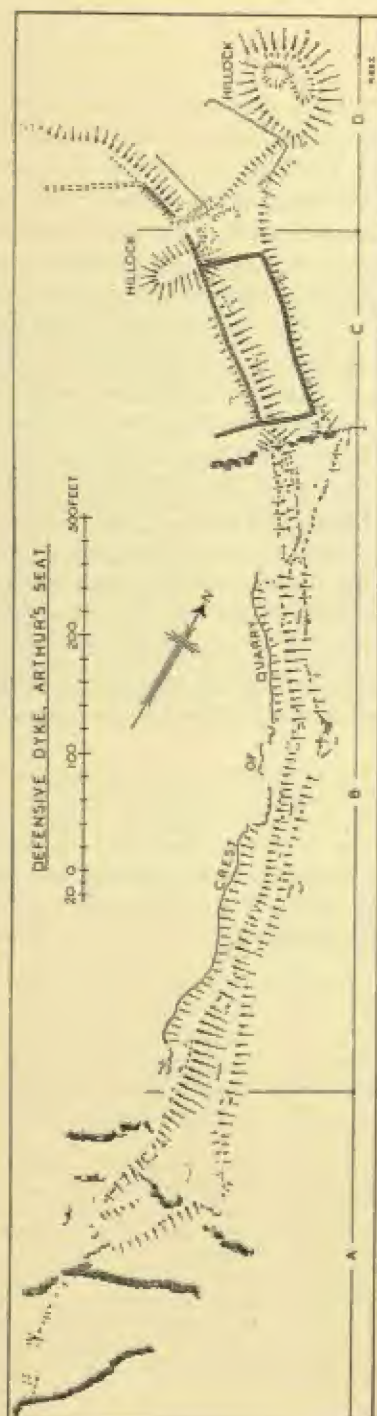 DEFENSIVE DYKE, ARTHUR'S SEAT
20 0 100 200 300 FEET
N
HILLOCK
HILLOCK
CREST OF QUARRY
A B C D